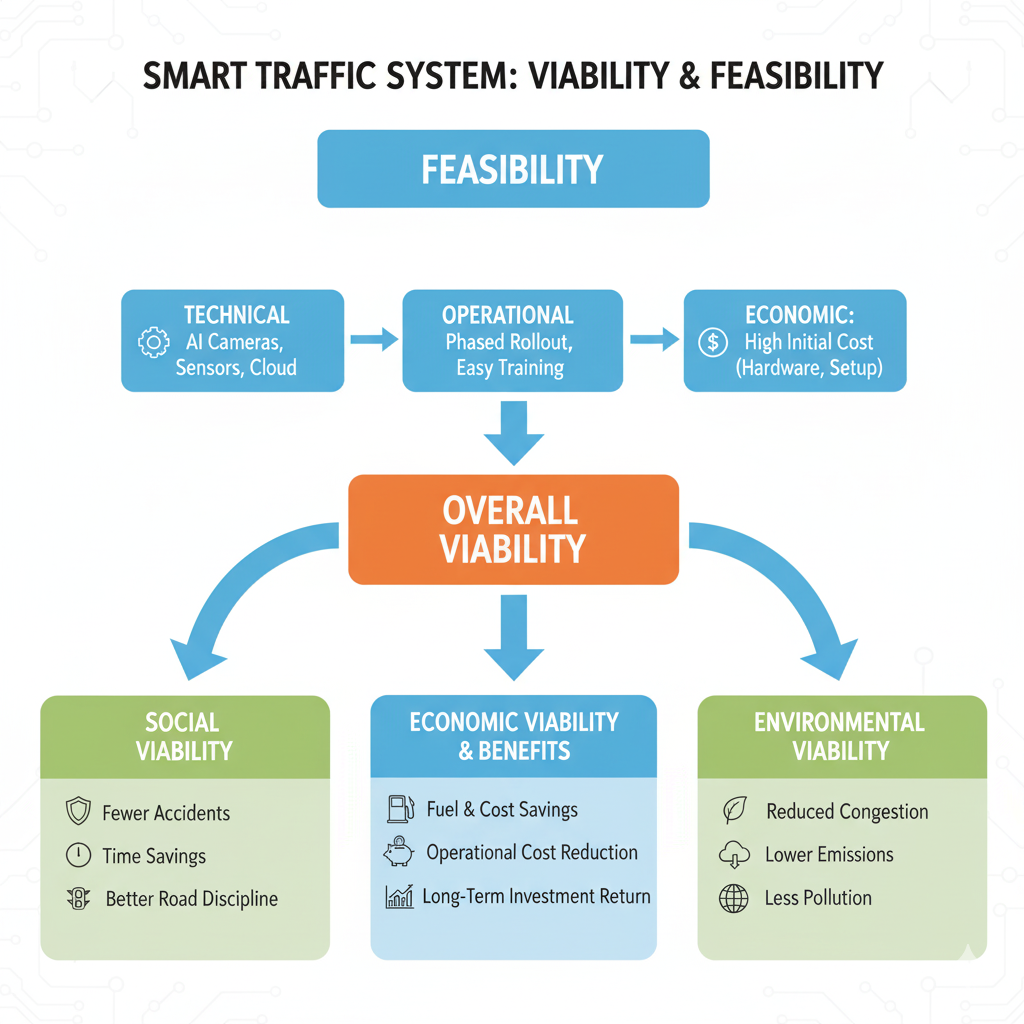 SMART TRAFFIC SYSTEM: VIABILITY & FEASIBILITY
FEASIBILITY
TECHNICAL
AI Cameras,
Sensors, Cloud
OPERATIONAL
Phased Rollout,
Easy Training
ECONOMIC:
$
High Initial Cost
(Hardware, Setup)
OVERALL
VIABILITY
SOCIAL
VIABILITY
Fewer Accidents
Time Savings
Better Road Discipline
ECONOMIC VIABILITY
& BENEFITS
Fuel & Cost Savings
Operational Cost Reduction
Long-Term Investment Return
ENVIRONMENTAL
VIABILITY
Reduced Congestion
Lower Emissions
Less Pollution